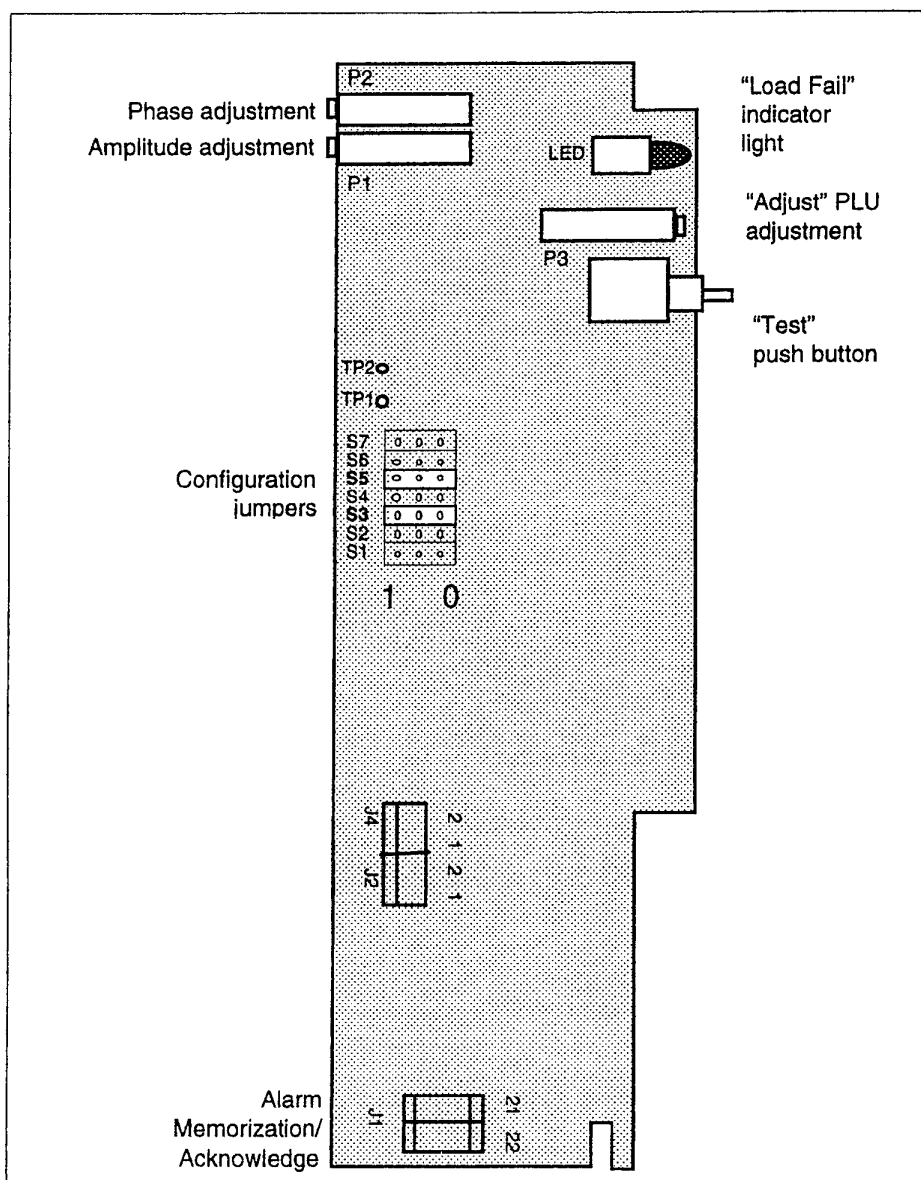 P2
Phase adjustment
Amplitude adjustment
P1
LED
"Load Fail"
indicator
light
"Adjust" PLU
adjustment
P3
"Test"
push button
TP2
TP1
S7
S6
S5
S4
S3
S2
S1
Configuration
jumpers
1 0
J4
2
1
J2
2
1
Alarm
Memorization/
Acknowledge
J1
21
22